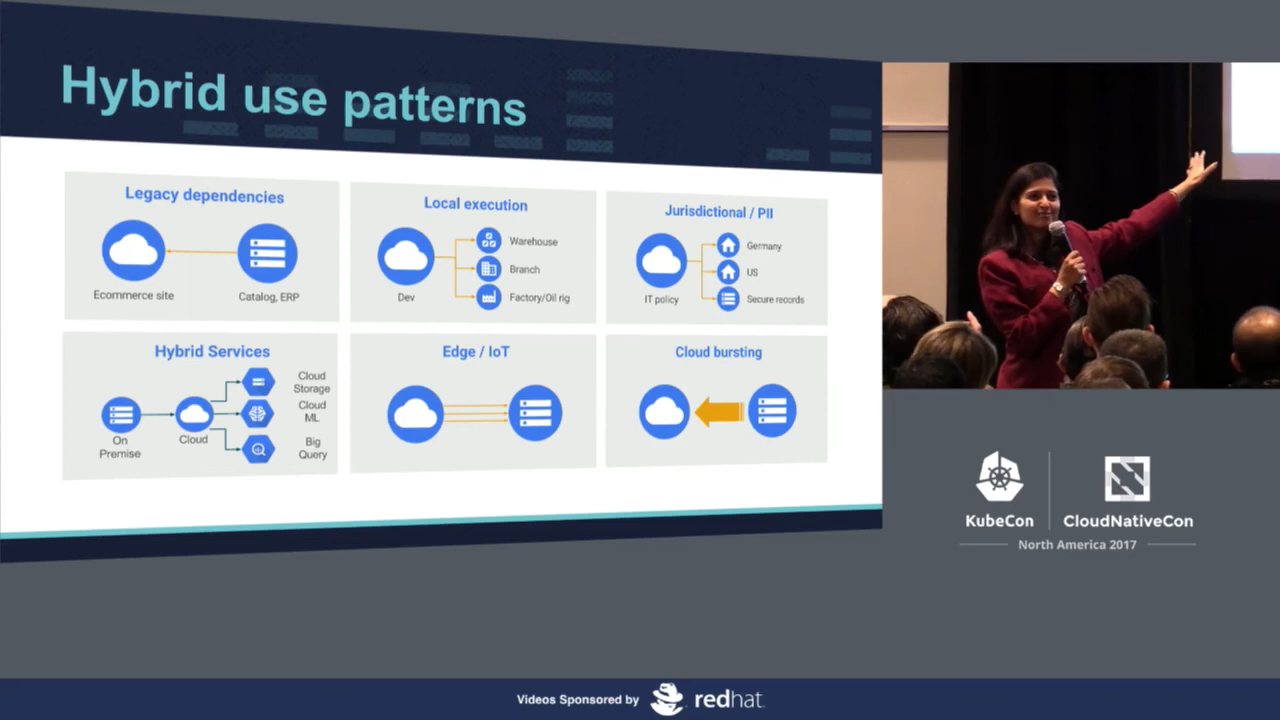 Hybrid use patterns
Legacy dependencies
Ecommerce site
Catalog, ERP
Local execution
Dev
Warehouse
Branch
Factory/Oil rig
Jurisdictional / PII
IT policy
Germany
US
Secure records
Hybrid Services
On
Premise
Cloud
Cloud
Storage
Cloud
ML
Big
Query
Edge / IoT
Cloud bursting
KubeCon
CloudNativeCon
North America 2017
Videos Sponsored by
redhat